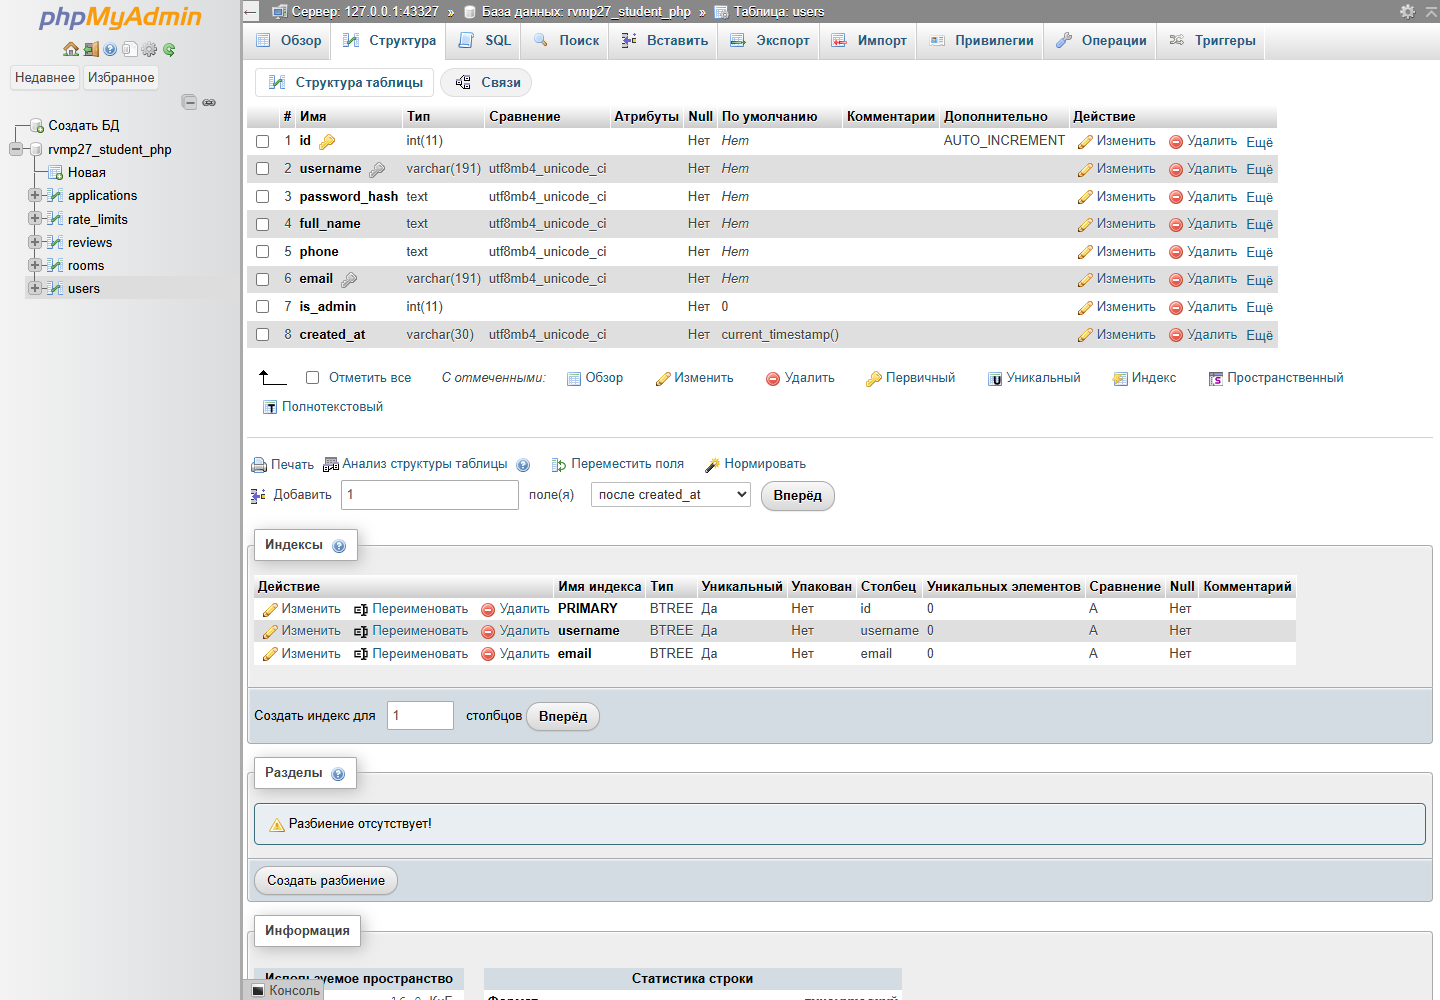 phpMyAdmin
Недавнее Избранное
Создать БД
rvmp27_student_php
Новая
applications
rate_limits
reviews
rooms
users
Сервер: 127.0.0.1:43327 » База данных: rvmp27_student_php » Таблица: users
Обзор Структура SQL Поиск Вставить Экспорт Импорт Привилегии Операции Триггеры
Структура таблицы Связи
# Имя Тип Сравнение Атрибуты Null По умолчанию Комментарии Дополнительно Действие
1 id int(11) Нет Нет AUTO_INCREMENT Изменить Удалить Ещё
2 username varchar(191) utf8mb4_unicode_ci Нет Нет Изменить Удалить Ещё
3 password_hash text utf8mb4_unicode_ci Нет Нет Изменить Удалить Ещё
4 full_name text utf8mb4_unicode_ci Нет Нет Изменить Удалить Ещё
5 phone text utf8mb4_unicode_ci Нет Нет Изменить Удалить Ещё
6 email varchar(191) utf8mb4_unicode_ci Нет Нет Изменить Удалить Ещё
7 is_admin int(11) Нет 0 Изменить Удалить Ещё
8 created_at varchar(30) utf8mb4_unicode_ci Нет current_timestamp() Изменить Удалить Ещё
Отметить все С отмеченными: Обзор Изменить Удалить Первичный Уникальный Индекс Пространственный
Полнотекстовый
Печать Анализ структуры таблицы Переместить поля Нормировать
Добавить 1 поле(я) после created_at Вперёд
Индексы
Действие Имя индекса Тип Уникальный Упакован Столбец Уникальных элементов Сравнение Null Комментарий
Изменить Переименовать Удалить PRIMARY BTREE Да Нет id 0 A Нет
Изменить Переименовать Удалить username BTREE Да Нет username 0 A Нет
Изменить Переименовать Удалить email BTREE Да Нет email 0 A Нет
Создать индекс для 1 столбцов Вперёд
Разделы
Разбиение отсутствует!
Создать разбиение
Информация
Используемое пространство Статистика строки
Консоль